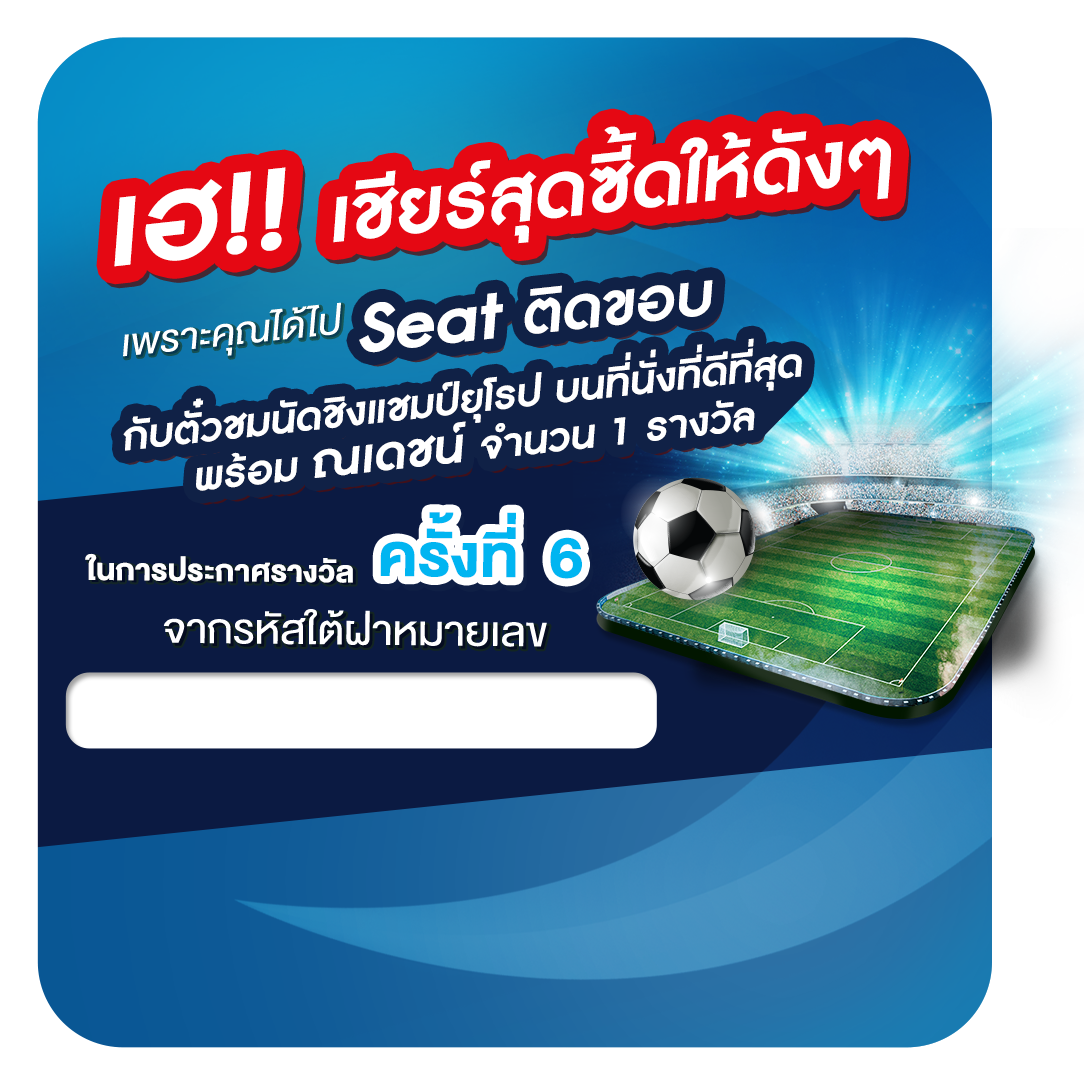 เฮ!! เชียร์สุดซี้ดให้ดังๆ
เพราะคุณได้ไป Seat ติดขอบ
กับตั๋วชมนัดชิงแชมป์ยุโรป บนที่นั่งที่ดีที่สุด
พร้อม ณเดชน์ จำนวน 1 รางวัล
ในการประกาศรางวัล ครั้งที่ 6
จากรหัสใต้ฝาหมายเลข